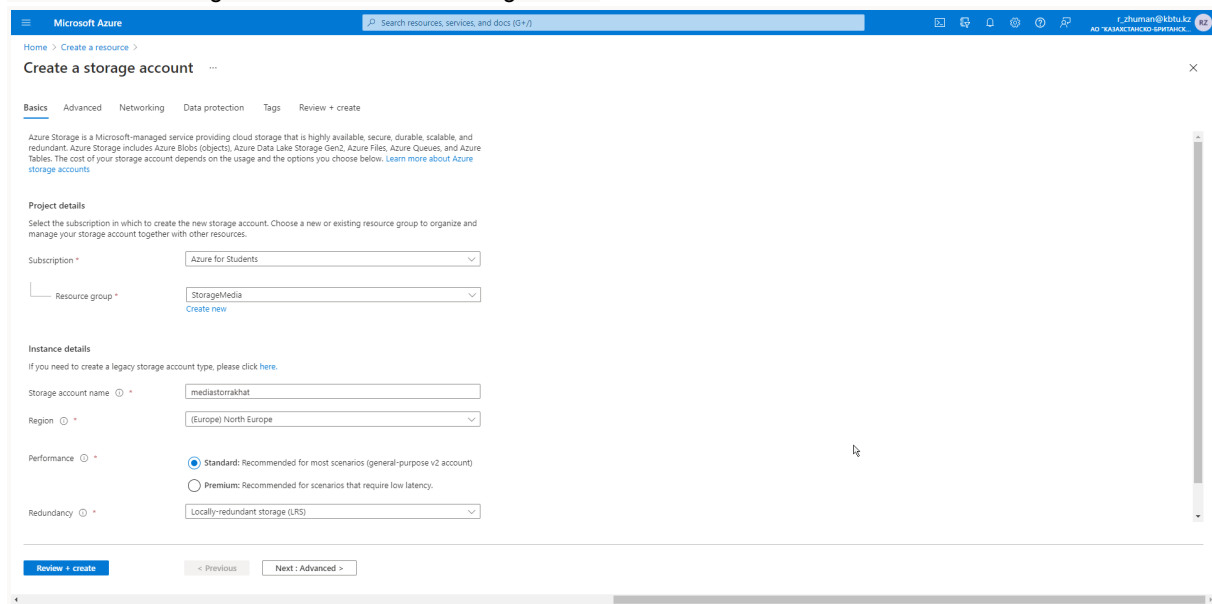 Microsoft Azure
Search resources, services, and docs (G+/)
r_zhuman@kbtu.kz
АО "КАЗАХСТАНСКО-БРИТАНСК...
RZ
Home > Create a resource >
Create a storage account ...
Basics Advanced Networking Data protection Tags Review + create
Azure Storage is a Microsoft-managed service providing cloud storage that is highly available, secure, durable, scalable, and
redundant. Azure Storage includes Azure Blobs (objects), Azure Data Lake Storage Gen2, Azure Files, Azure Queues, and Azure
Tables. The cost of your storage account depends on the usage and the options you choose below. Learn more about Azure
storage accounts
Project details
Select the subscription in which to create the new storage account. Choose a new or existing resource group to organize and
manage your storage account together with other resources.
Subscription * Azure for Students
Resource group * StorageMedia
Create new
Instance details
If you need to create a legacy storage account type, please click here.
Storage account name * mediastorrakhat
Region * (Europe) North Europe
Performance * Standard: Recommended for most scenarios (general-purpose v2 account)
Premium: Recommended for scenarios that require low latency.
Redundancy * Locally-redundant storage (LRS)
Review + create < Previous Next : Advanced >